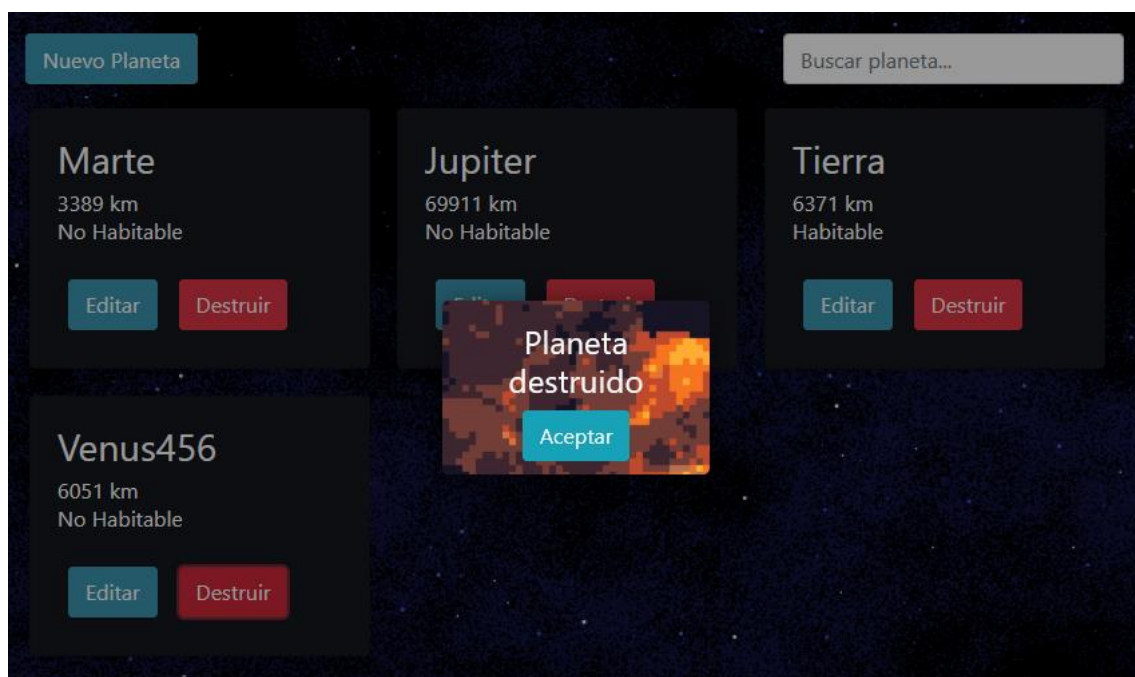 Nuevo Planeta
Buscar planeta...
Marte
3389 km
No Habitable
Editar Destruir
Jupiter
69911 km
No Habitable
Tierra
6371 km
Habitable
Editar Destruir
Planeta
destruido
Aceptar
Venus456
6051 km
No Habitable
Editar Destruir